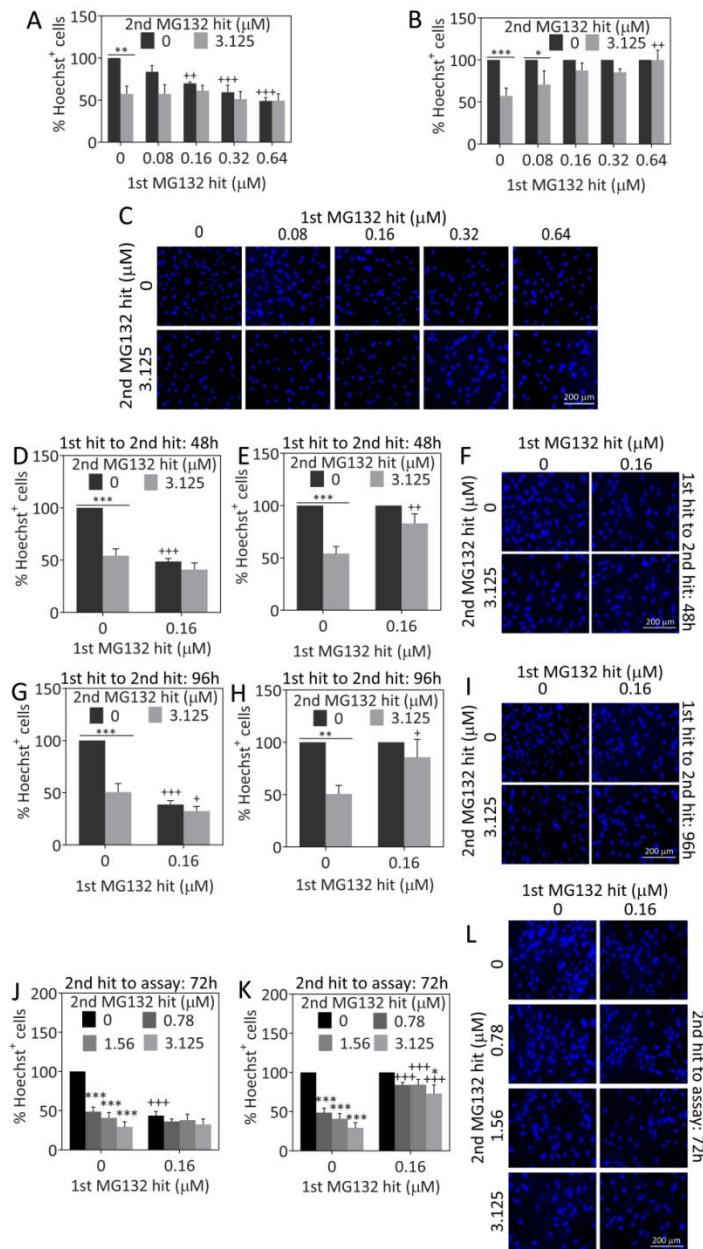 A
2nd MG132 hit (μM)
0 3.125
% Hoechst+ cells
150
100
50
0
**
++
+++
+++
0 0.08 0.16 0.32 0.64
1st MG132 hit (μM)
B
2nd MG132 hit (μM)
0 3.125
% Hoechst+ cells
150
100
50
0
***
*
++
0 0.08 0.16 0.32 0.64
1st MG132 hit (μM)
C
1st MG132 hit (μM)
0 0.08 0.16 0.32 0.64
2nd MG132 hit (μM)
0
3.125
200 μm
D
1st hit to 2nd hit: 48h
2nd MG132 hit (μM)
0 3.125
% Hoechst+ cells
150
100
50
0
***
+++
0 0.16
1st MG132 hit (μM)
E
1st hit to 2nd hit: 48h
2nd MG132 hit (μM)
0 3.125
% Hoechst+ cells
150
100
50
0
***
++
0 0.16
1st MG132 hit (μM)
F
1st MG132 hit (μM)
0 0.16
2nd MG132 hit (μM)
0
3.125
1st hit to 2nd hit: 48h
200 μm
G
1st hit to 2nd hit: 96h
2nd MG132 hit (μM)
0 3.125
% Hoechst+ cells
150
100
50
0
***
+++
+
0 0.16
1st MG132 hit (μM)
H
1st hit to 2nd hit: 96h
2nd MG132 hit (μM)
0 3.125
% Hoechst+ cells
150
100
50
0
**
+
0 0.16
1st MG132 hit (μM)
I
1st MG132 hit (μM)
0 0.16
2nd MG132 hit (μM)
0
3.125
1st hit to 2nd hit: 96h
200 μm
J
2nd hit to assay: 72h
2nd MG132 hit (μM)
0 0.78
1.56 3.125
% Hoechst+ cells
200
150
100
50
0
***
***
***
+++
0 0.16
1st MG132 hit (μM)
K
2nd hit to assay: 72h
2nd MG132 hit (μM)
0 0.78
1.56 3.125
% Hoechst+ cells
200
150
100
50
0
***
***
***
+++
+++
*
+++
0 0.16
1st MG132 hit (μM)
L
1st MG132 hit (μM)
0 0.16
2nd MG132 hit (μM)
0
0.78
1.56
3.125
2nd hit to assay: 72h
200 μm